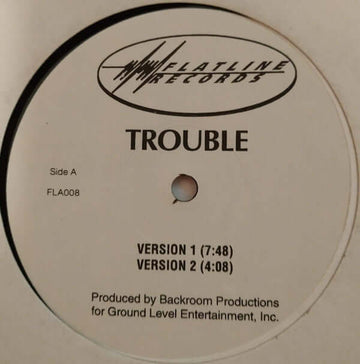 FLATLINE
RECORDS
TROUBLE
Side A
FLA008
VERSION 1 (7:48)
VERSION 2 (4:08)
Produced by Backroom Productions
for Ground Level Entertainment, Inc.